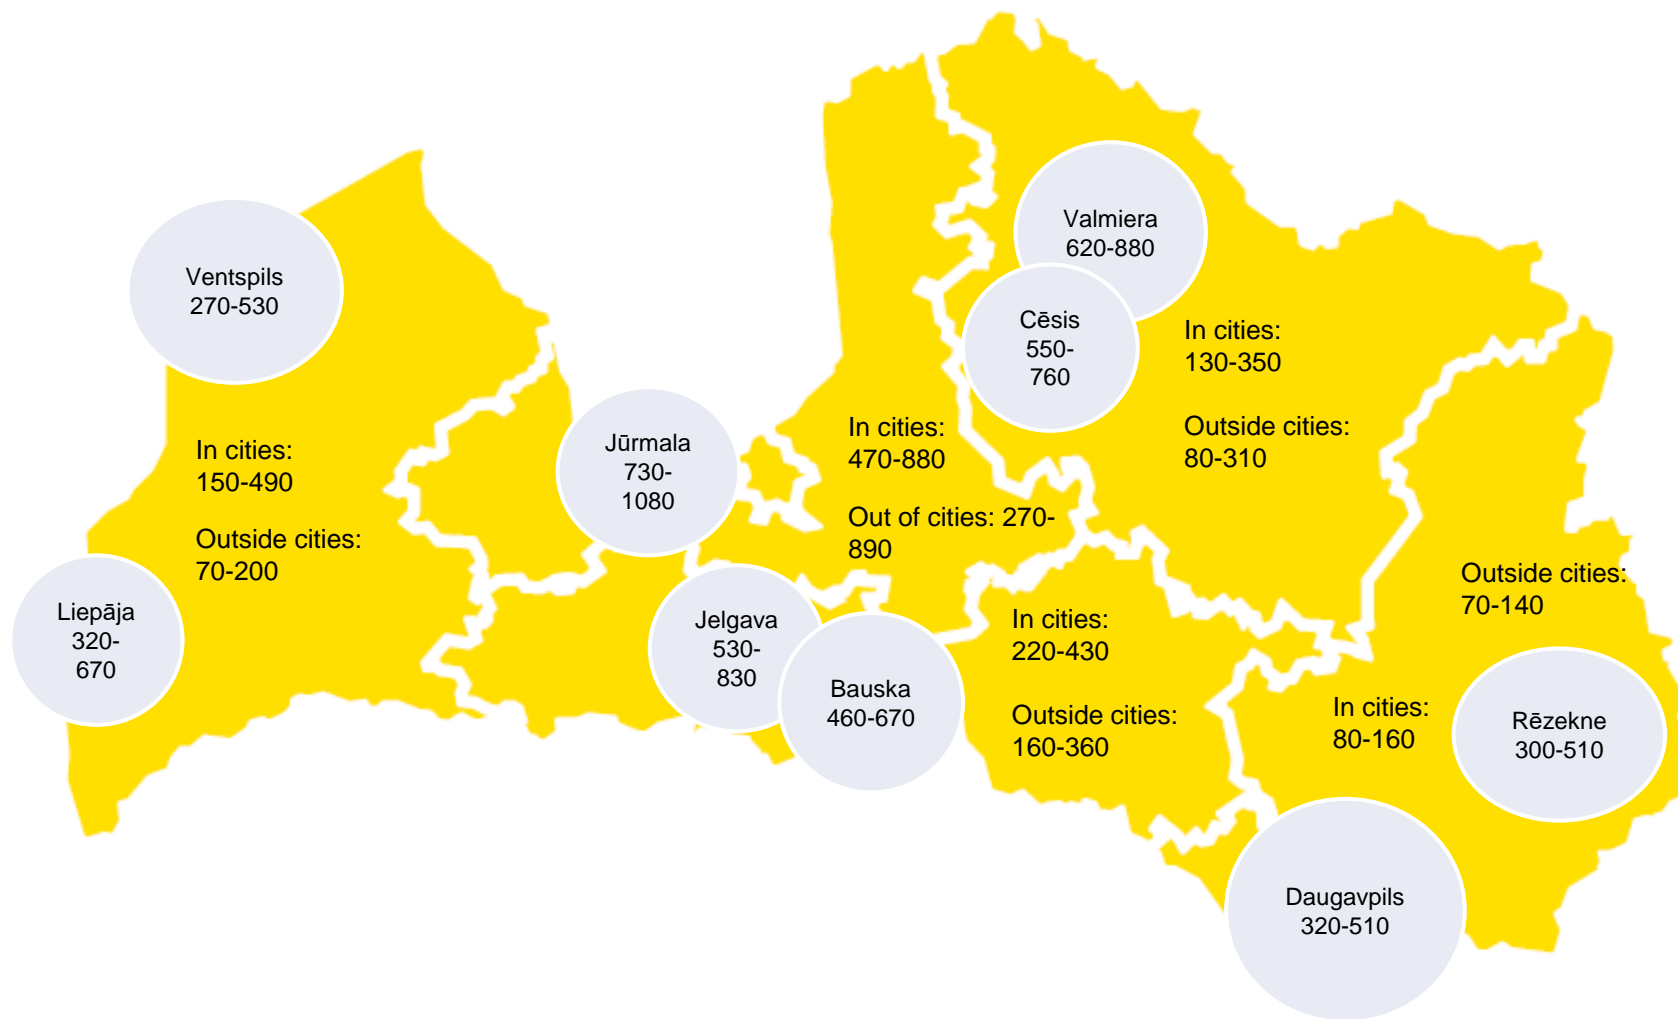 Valmiera
620-880
Ventspils
270-530
Cēsis
550-
760
In cities:
130-350
Outside cities:
80-310
In cities:
150-490
Outside cities:
70-200
Jūrmala
730-
1080
In cities:
470-880
Out of cities: 270-
890
Liepāja
320-
670
Jelgava
530-
830
Bauska
460-670
In cities:
220-430
Outside cities:
160-360
Outside cities:
70-140
In cities:
80-160
Rēzekne
300-510
Daugavpils
320-510